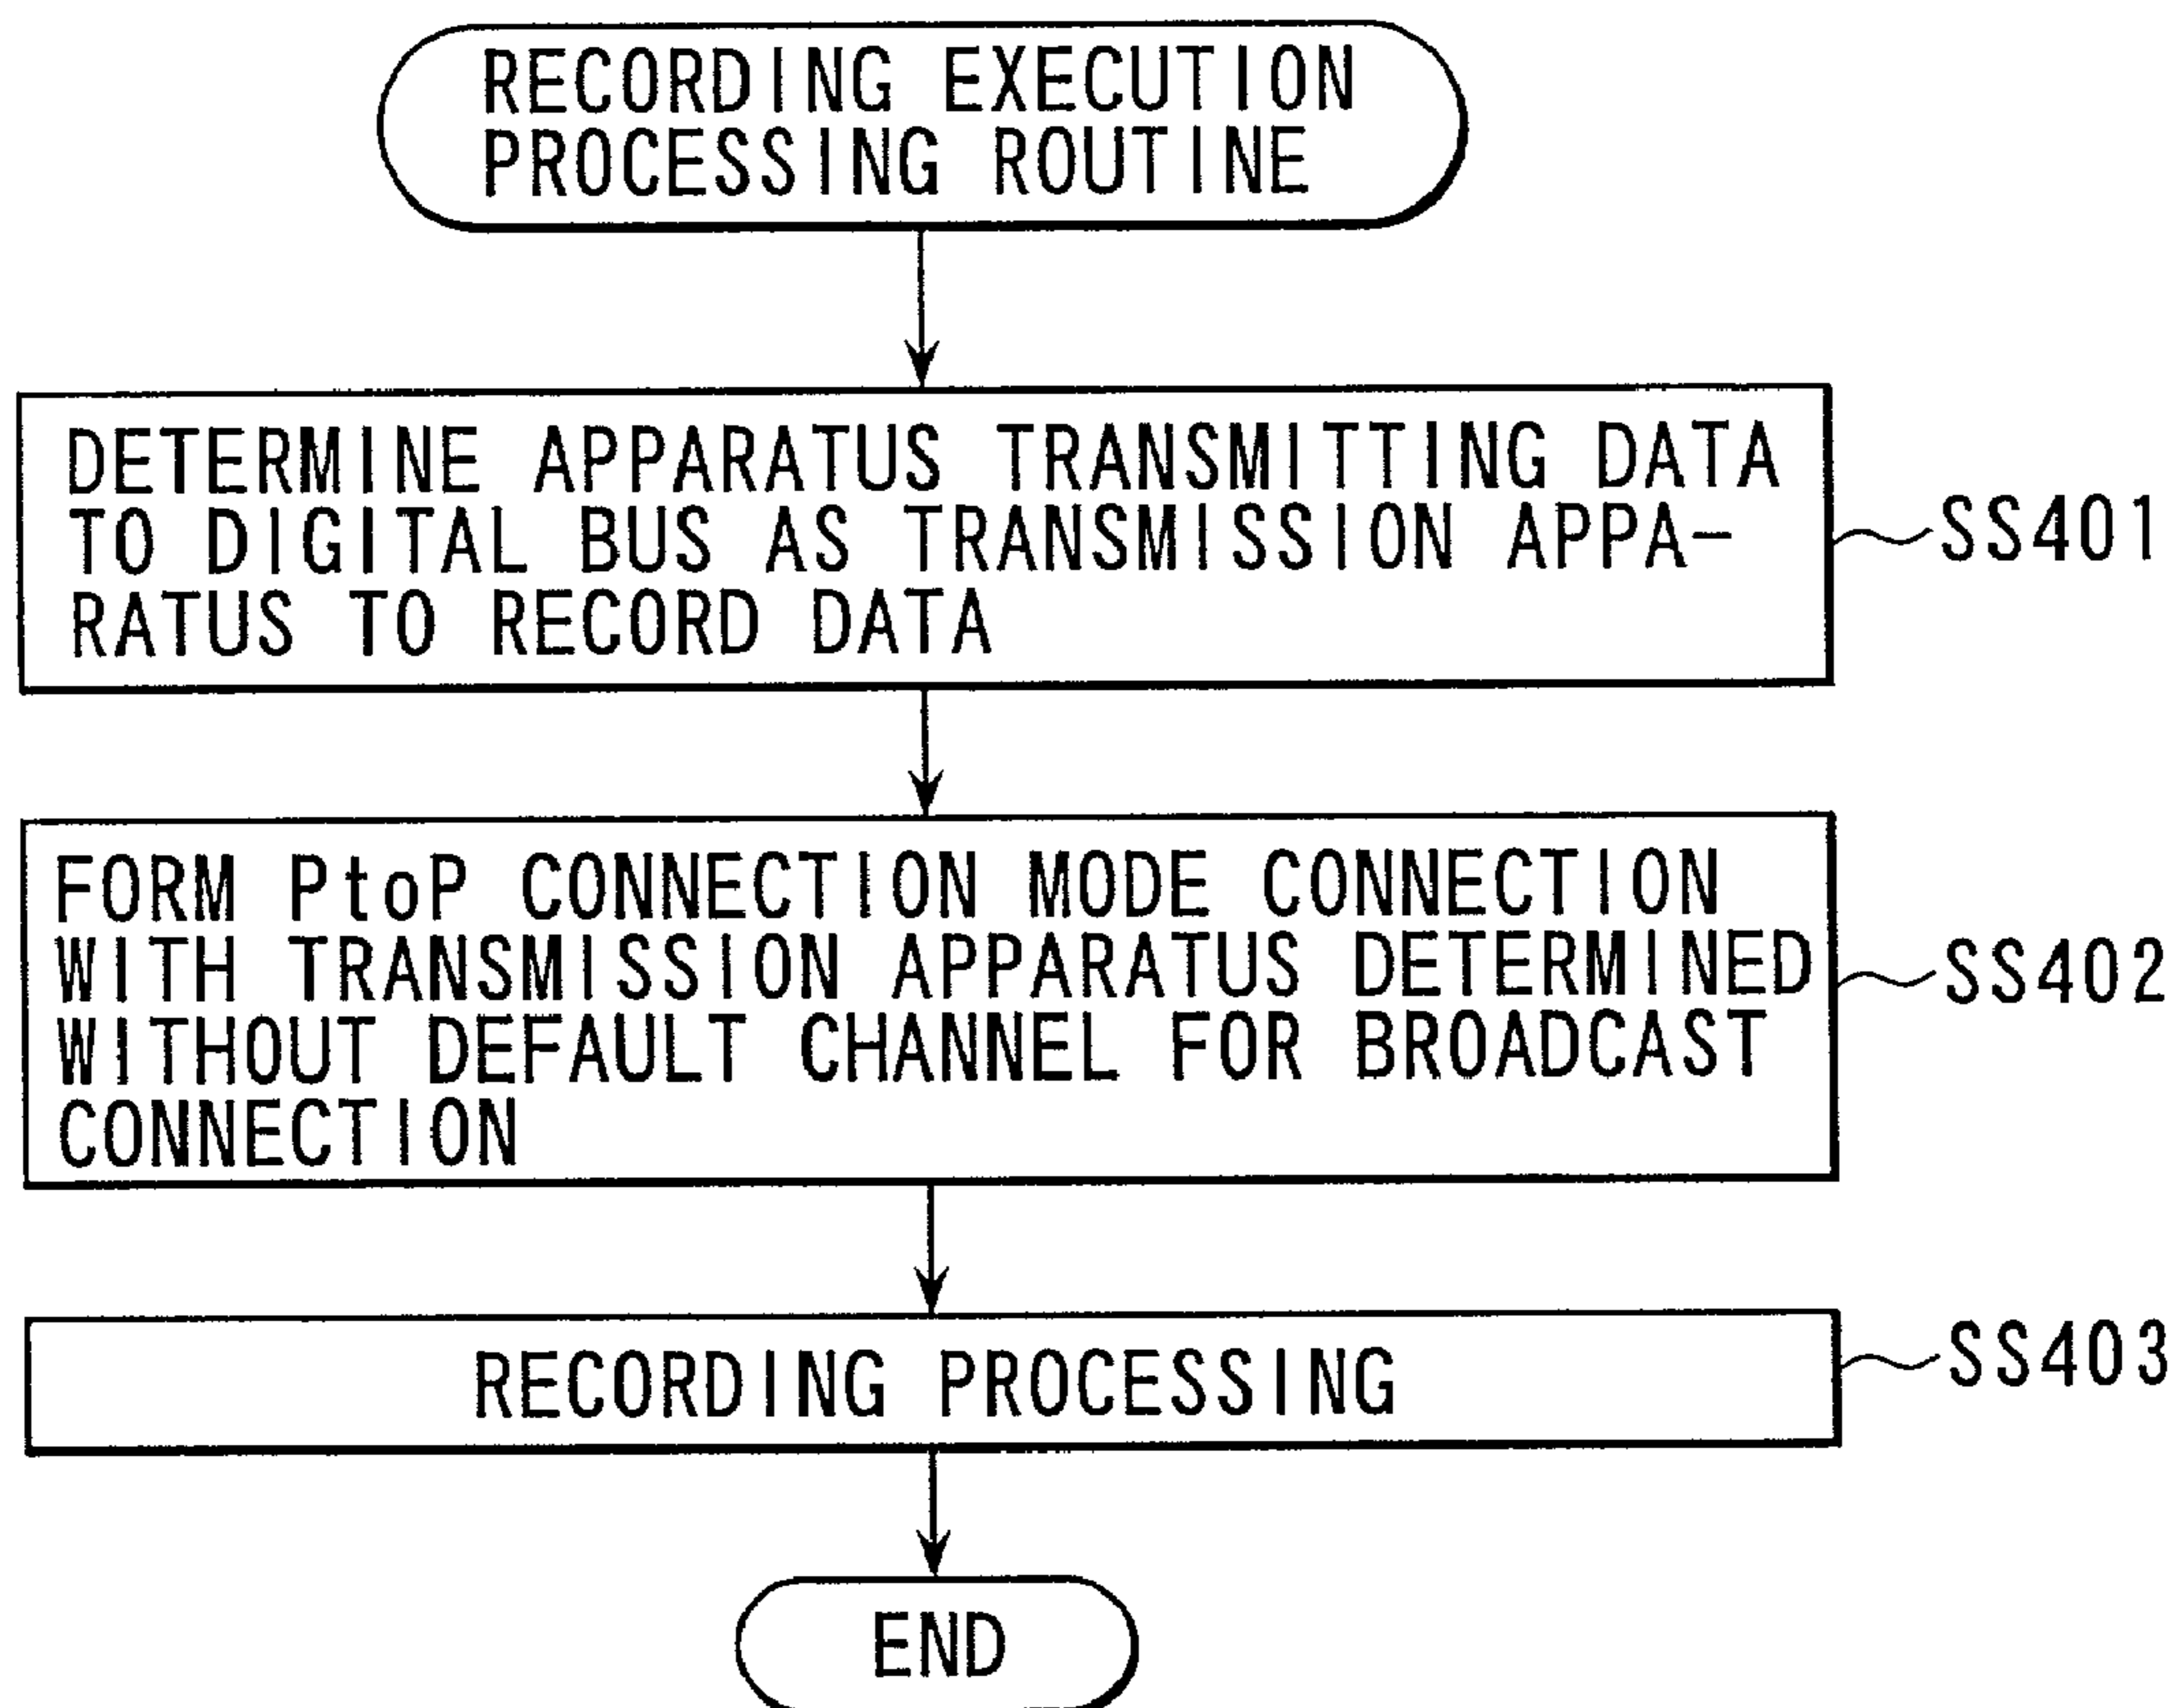 RECORDING EXECUTION
PROCESSING ROUTINE
DETERMINE APPARATUS TRANSMITTING DATA
TO DIGITAL BUS AS TRANSMISSION APPA-
RATUS TO RECORD DATA
SS401
FORM PtoP CONNECTION MODE CONNECTION
WITH TRANSMISSION APPARATUS DETERMINED
WITHOUT DEFAULT CHANNEL FOR BROADCAST
CONNECTION
SS402
RECORDING PROCESSING
SS403
END